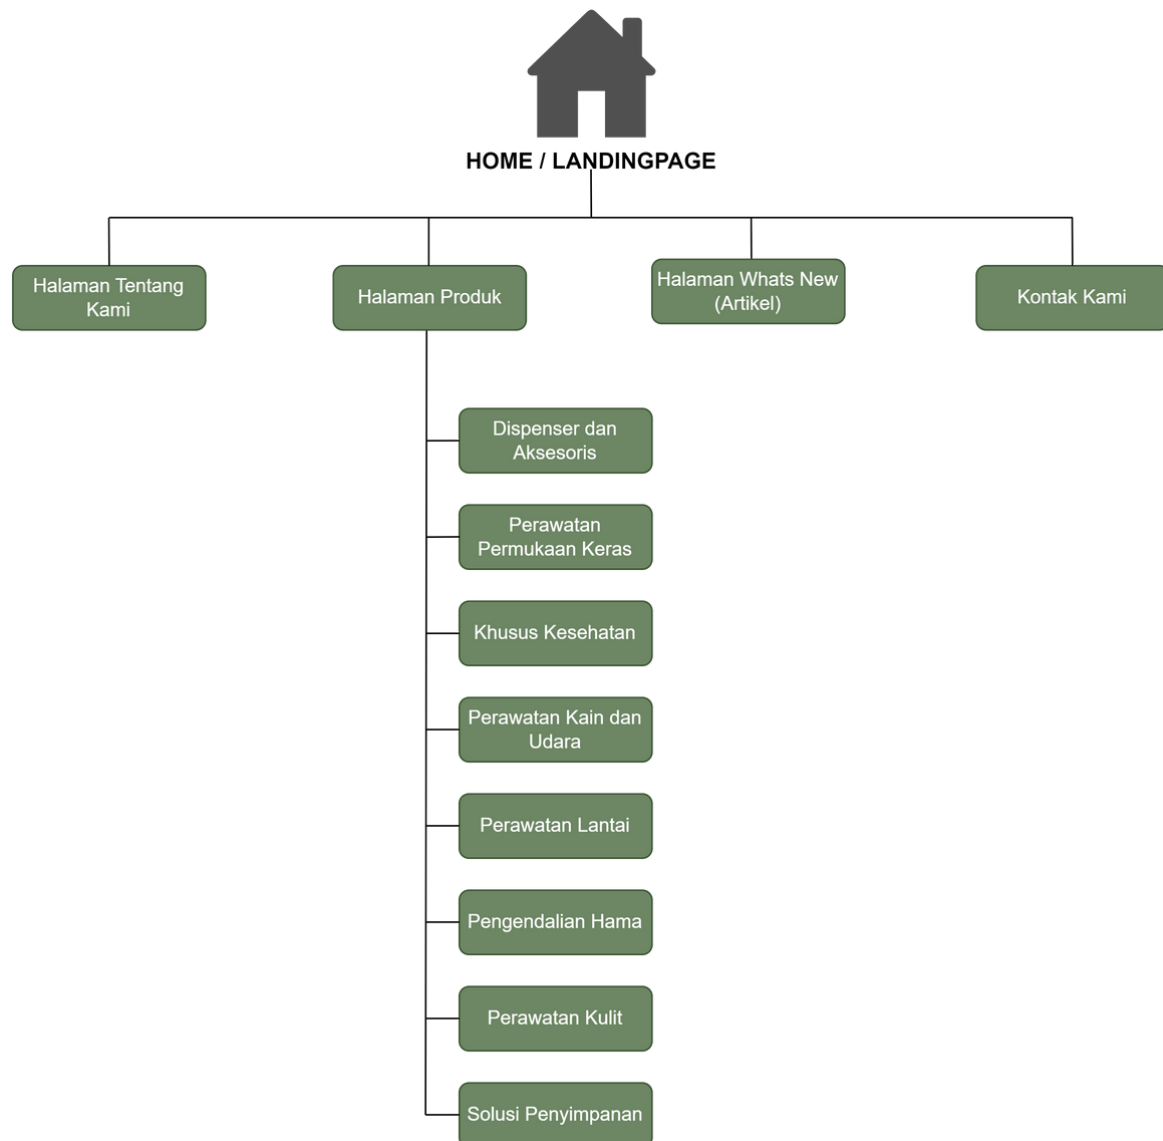 HOME / LANDINGPAGE
Halaman Tentang
Kami
Halaman Produk
Halaman Whats New
(Artikel)
Kontak Kami
Dispenser dan
Aksesoris
Perawatan
Permukaan Keras
Khusus Kesehatan
Perawatan Kain dan
Udara
Perawatan Lantai
Pengendalian Hama
Perawatan Kulit
Solusi Penyimpanan